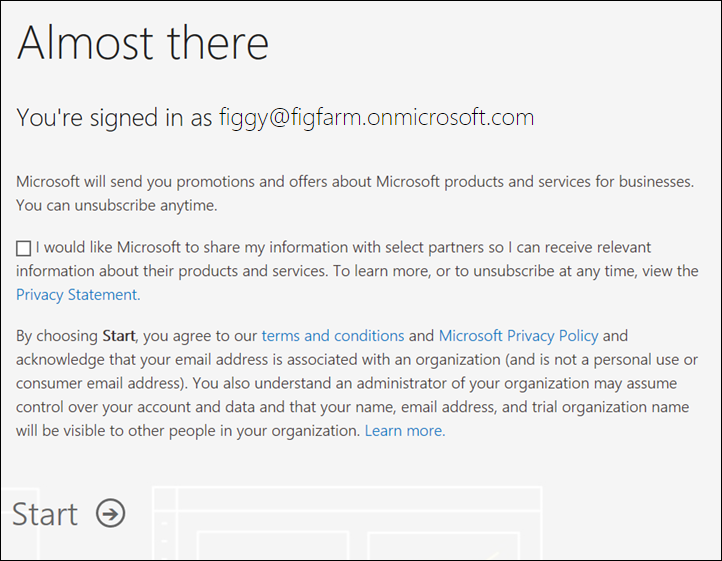 Almost there
You're signed in as figgy@figfarm.onmicrosoft.com
Microsoft will send you promotions and offers about Microsoft products and services for businesses.
You can unsubscribe anytime.
I would like Microsoft to share my information with select partners so I can receive relevant
information about their products and services. To learn more, or to unsubscribe at any time, view the
Privacy Statement.
By choosing Start, you agree to our terms and conditions and Microsoft Privacy Policy and
acknowledge that your email address is associated with an organization (and is not a personal use or
consumer email address). You also understand an administrator of your organization may assume
control over your account and data and that your name, email address, and trial organization name
will be visible to other people in your organization. Learn more.
Start